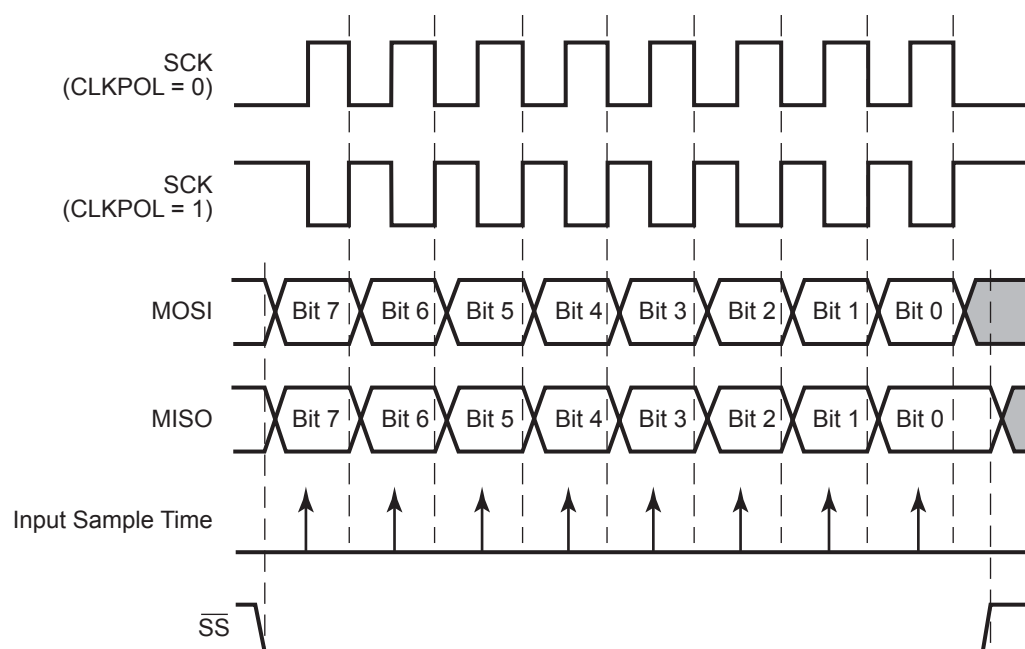 SCK
(CLKPOL = 0)
SCK
(CLKPOL = 1)
MOSI
Bit 7 Bit 6 Bit 5 Bit 4 Bit 3 Bit 2 Bit 1 Bit 0
MISO
Bit 7 Bit 6 Bit 5 Bit 4 Bit 3 Bit 2 Bit 1 Bit 0
Input Sample Time
S̅S̅